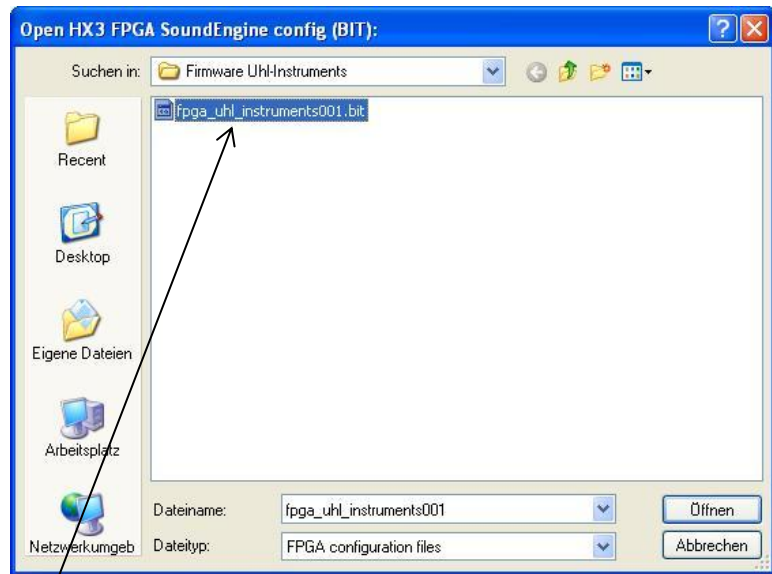 Open HX3 FPGA SoundEngine config (BIT):
Suchen in: Firmware Uhl-Instruments
fpga_uhl_instruments001.bit
Recent
Desktop
Eigene Dateien
Arbeitsplatz
Netzwerkumgeb
Dateiname: fpga_uhl_instruments001 Öffnen
Dateityp: FPGA configuration files Abbrechen